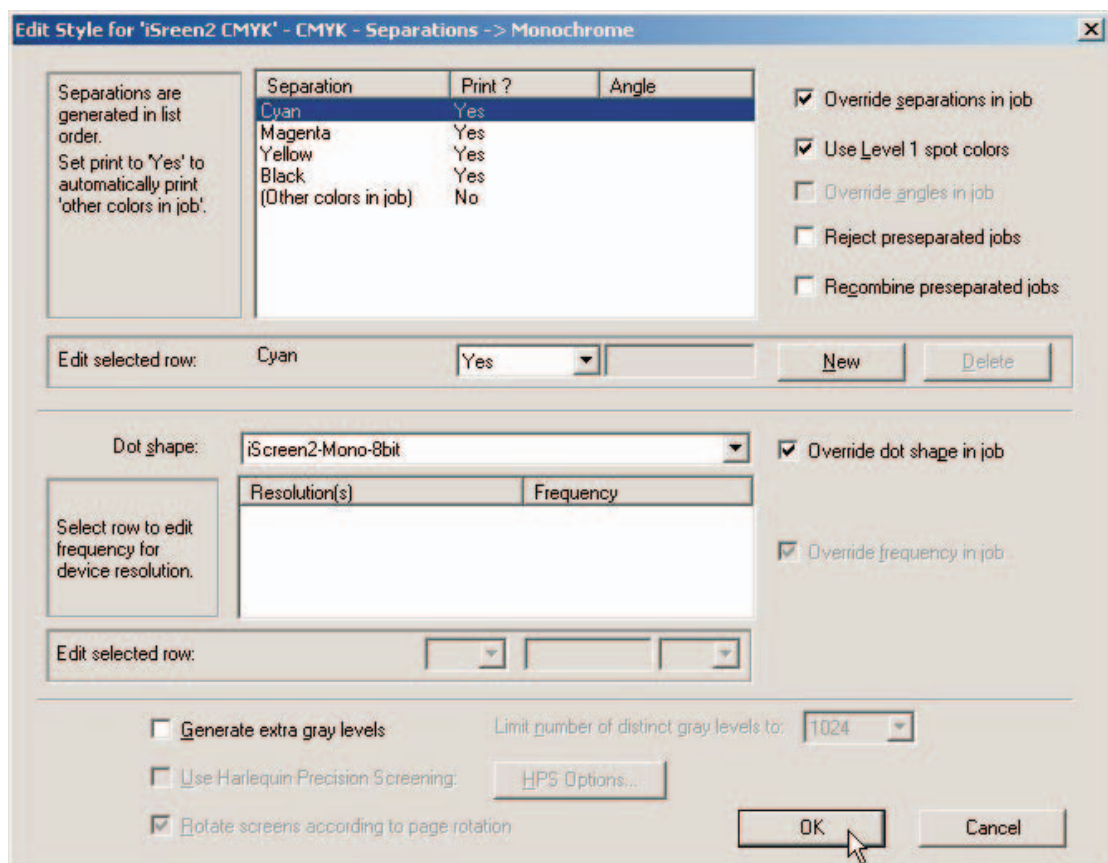 Edit Style for 'iSreen2 CMYK' - CMYK - Separations -> Monochrome
Separations are
generated in list
order.
Set print to 'Yes' to
automatically print
'other colors in job'.
Separation Print ? Angle
Cyan Yes
Magenta Yes
Yellow Yes
Black Yes
(Other colors in job) No
Override separations in job
Use Level 1 spot colors
Override angles in job
Reject preseparated jobs
Recombine preseparated jobs
Edit selected row: Cyan Yes New Delete
Dot shape: iScreen2-Mono-8bit Override dot shape in job
Select row to edit
frequency for
device resolution.
Resolution(s) Frequency
Override frequency in job
Edit selected row:
Generate extra gray levels Limit number of distinct gray levels to: 1024
Use Harlequin Precision Screening: HPS Options...
Rotate screens according to page rotation
OK Cancel